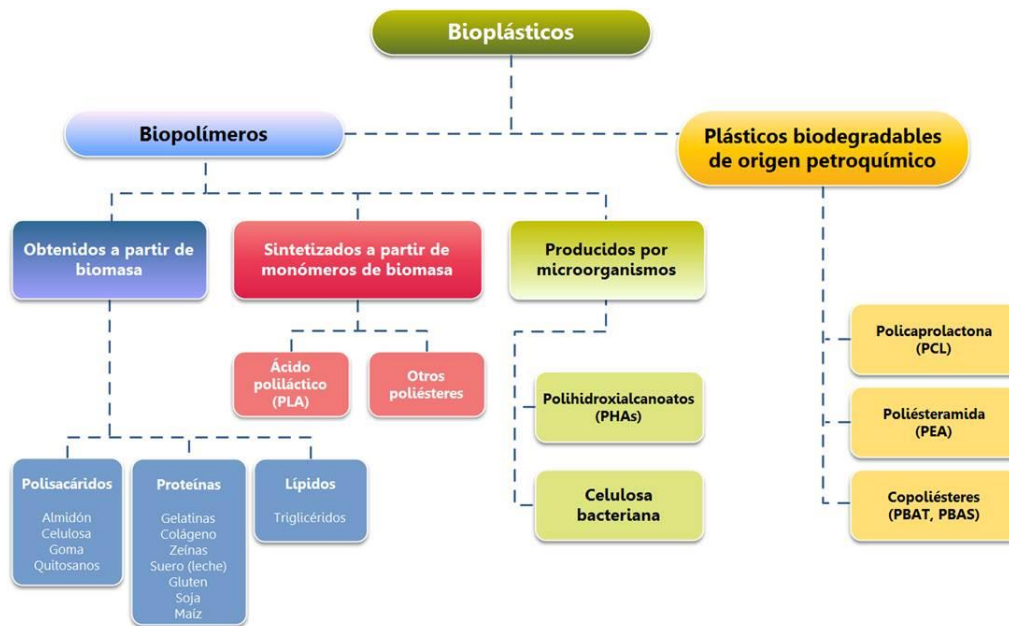 Bioplásticos
Biopolímeros
Plásticos biodegradables
de origen petroquímico
Obtenidos a partir de
biomasa
Sintetizados a partir de
monómeros de biomasa
Producidos por
microorganismos
Ácido
poliláctico
(PLA)
Otros
poliésteres
Polihidroxialcanoatos
(PHAs)
Celulosa
bacteriana
Policaprolactona
(PCL)
Poliésteramida
(PEA)
Copoliésteres
(PBAT, PBAS)
Polisacáridos
Almidón
Celulosa
Goma
Quitosanos
Proteínas
Gelatinas
Colágeno
Zeínas
Suero (leche)
Gluten
Soja
Maíz
Lípidos
Triglicéridos